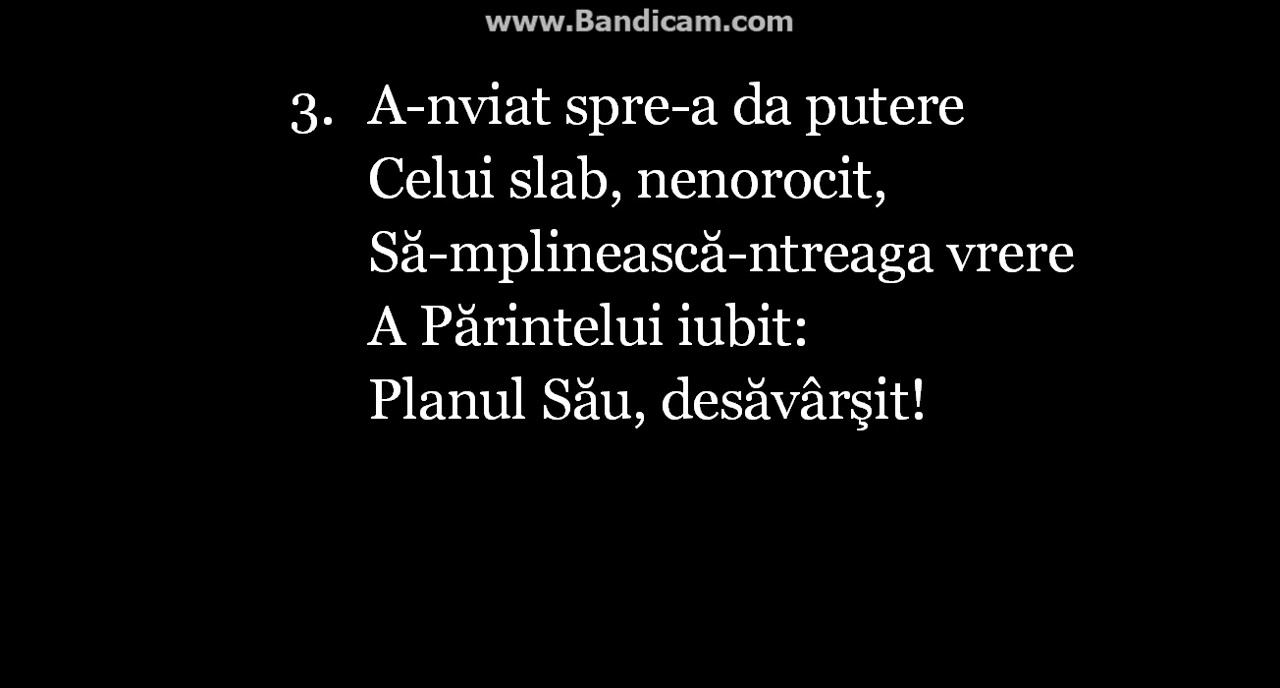 www.Bandicam.com
3. A-nviat spre-a da putere
Celui slab, nenorocit,
Să-mplinească-ntreaga vrere
A Părintelui iubit:
Planul Său, desăvârşit!